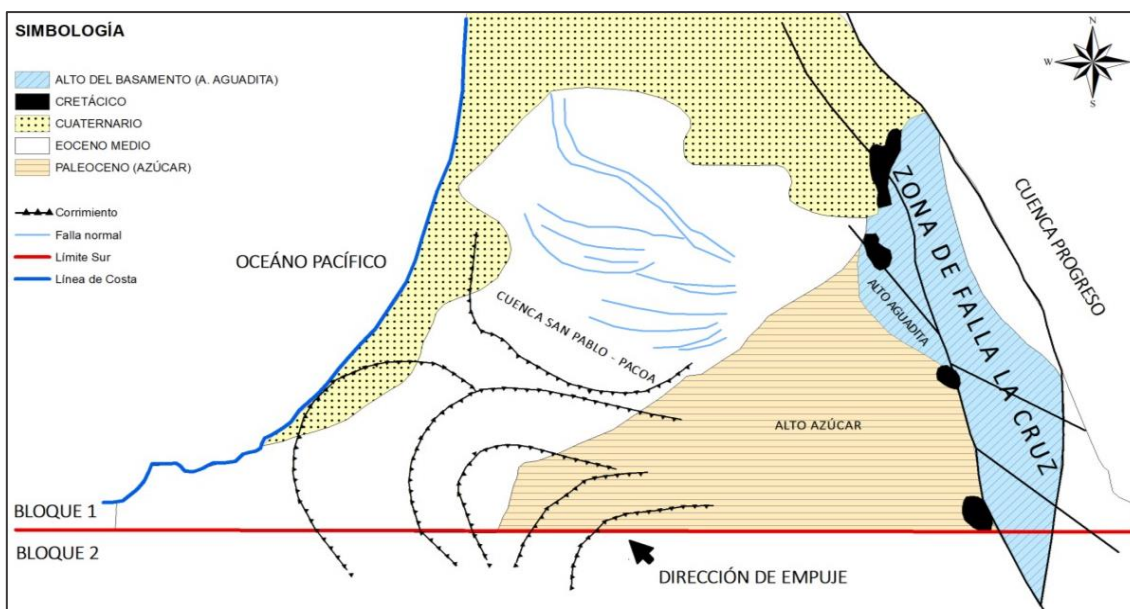 SIMBOLOGÍA
ALTO DEL BASAMENTO (A. AGUADITA)
CRETÁCICO
CUATERNARIO
EOCENO MEDIO
PALEOCENO (AZÚCAR)
Corrimiento
Falla normal
Límite Sur
Línea de Costa
N
W
E
S
OCEÁNO PACÍFICO
CUENCA SAN PABLO - PACOA
ZONA DE FALLA LA CRUZ
CUENCA PROGRESO
ALTO AGUADITA
ALTO AZÚCAR
BLOQUE 1
BLOQUE 2
DIRECCIÓN DE EMPUJE